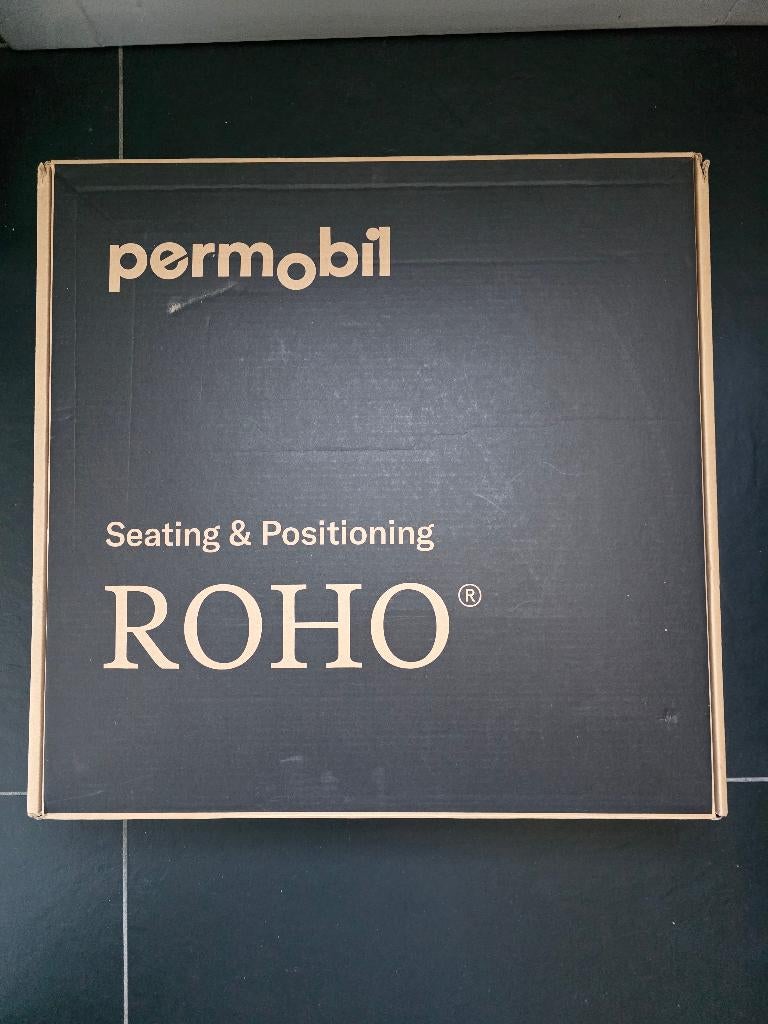 permobil
Seating & Positioning
ROHO®